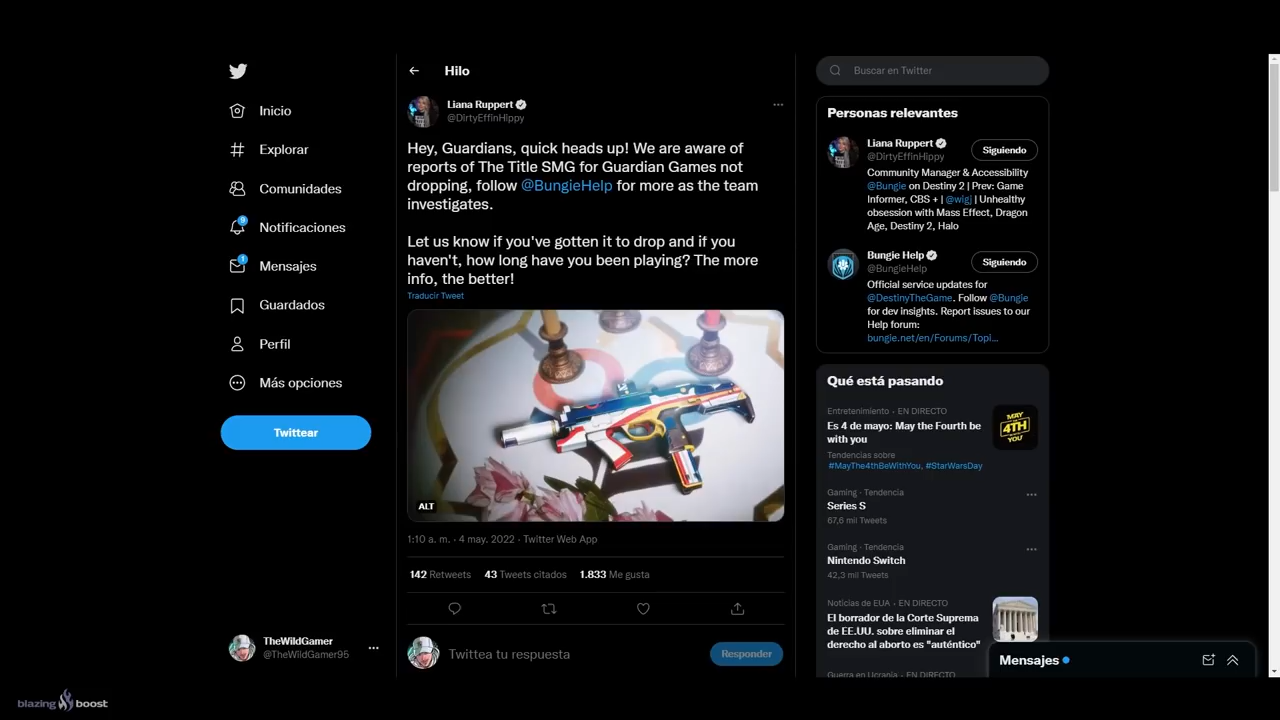 Inicio
Explorar
Comunidades
9
Notificaciones
1
Mensajes
Guardados
Perfil
Más opciones
Twittear
TheWildGamer
@TheWildGamer95
Hilo
Liana Ruppert
@DirtyEffinHippy
Hey, Guardians, quick heads up! We are aware of
reports of The Title SMG for Guardian Games not
dropping, follow @BungieHelp for more as the team
investigates.
Let us know if you've gotten it to drop and if you
haven't, how long have you been playing? The more
info, the better!
Traducir Tweet
ALT
1:10 a. m. · 4 may. 2022 · Twitter Web App
142 Retweets 43 Tweets citados 1.833 Me gusta
Twittea tu respuesta
Responder
Buscar en Twitter
Personas relevantes
Liana Ruppert
@DirtyEffinHippy
Siguiendo
Community Manager & Accessibility
@Bungie on Destiny 2 | Prev: Game
Informer, CBS + | @wigj | Unhealthy
obsession with Mass Effect, Dragon
Age, Destiny 2, Halo
Bungie Help
@BungieHelp
Siguiendo
Official service updates for
@DestinyTheGame. Follow @Bungie
for dev insights. Report issues to our
Help forum:
bungie.net/en/Forums/Topi...
Qué está pasando
Entretenimiento · EN DIRECTO
Es 4 de mayo: May the Fourth be
with you
MAY
4TH
YOU
Tendencias sobre
#MayThe4thBeWithYou, #StarWarsDay
Gaming · Tendencia
Series S
67,6 mil Tweets
Gaming · Tendencia
Nintendo Switch
42,3 mil Tweets
Noticias de EUA · EN DIRECTO
El borrador de la Corte Suprema
de EE.UU. sobre eliminar el
derecho al aborto es "auténtico"
Guerra en Ucrania · EN DIRECTO
Mensajes
blazing boost